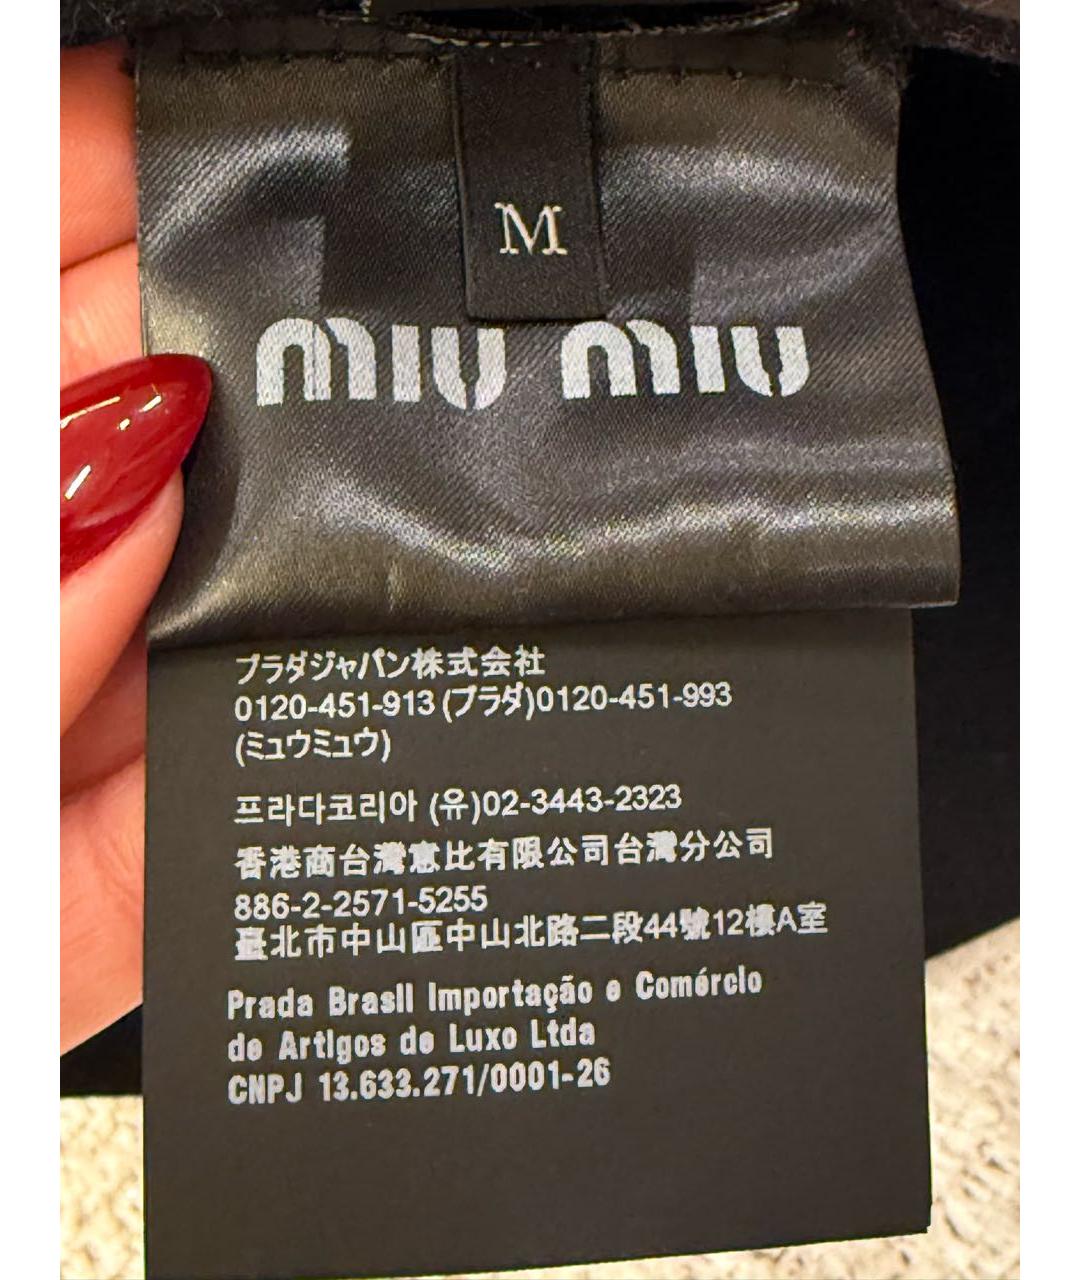 M
miu miu
プラダジャパン株式会社
0120-451-913 (プラダ)0120-451-993
(ミュウミュウ)
프라다코리아 (유)02-3443-2323
香港商台灣意比有限公司台灣分公司
886-2-2571-5255
臺北市中山區中山北路二段44號12樓A室
Prada Brasil Importação e Comércio
de Artigos de Luxo Ltda
CNPJ 13.633.271/0001-26